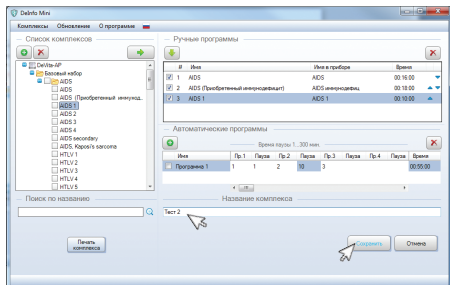 DeInfo Mini
Комплексы Обновление О программе
Список комплексов
DeVita-AP
Базовый набор
AIDS
AIDS
AIDS (Приобретенный иммунод...
AIDS 1
AIDS 2
AIDS 3
AIDS 4
AIDS secondary
AIDS, Kaposi's sarcoma
HTLV 1
HTLV 2
HTLV 3
HTLV 4
HTLV 5
Поиск по названию
Печать
комплекса
Ручные программы
# Имя Имя в приборе Время
1 AIDS AIDS 00:16:00
2 AIDS (Приобретенный иммунодефицит) AIDS иммунодефиц. 00:18:00
3 AIDS 1 AIDS 1 00:10:00
Автоматические программы
Время паузы 1...300 мин.
Имя Пр.1 Пауза Пр.2 Пауза Пр.3 Пауза Пр.4 Пауза Время
Программа 1 1 1 2 10 3 00:55:00
Название комплекса
Тест 2
Сохранить Отмена